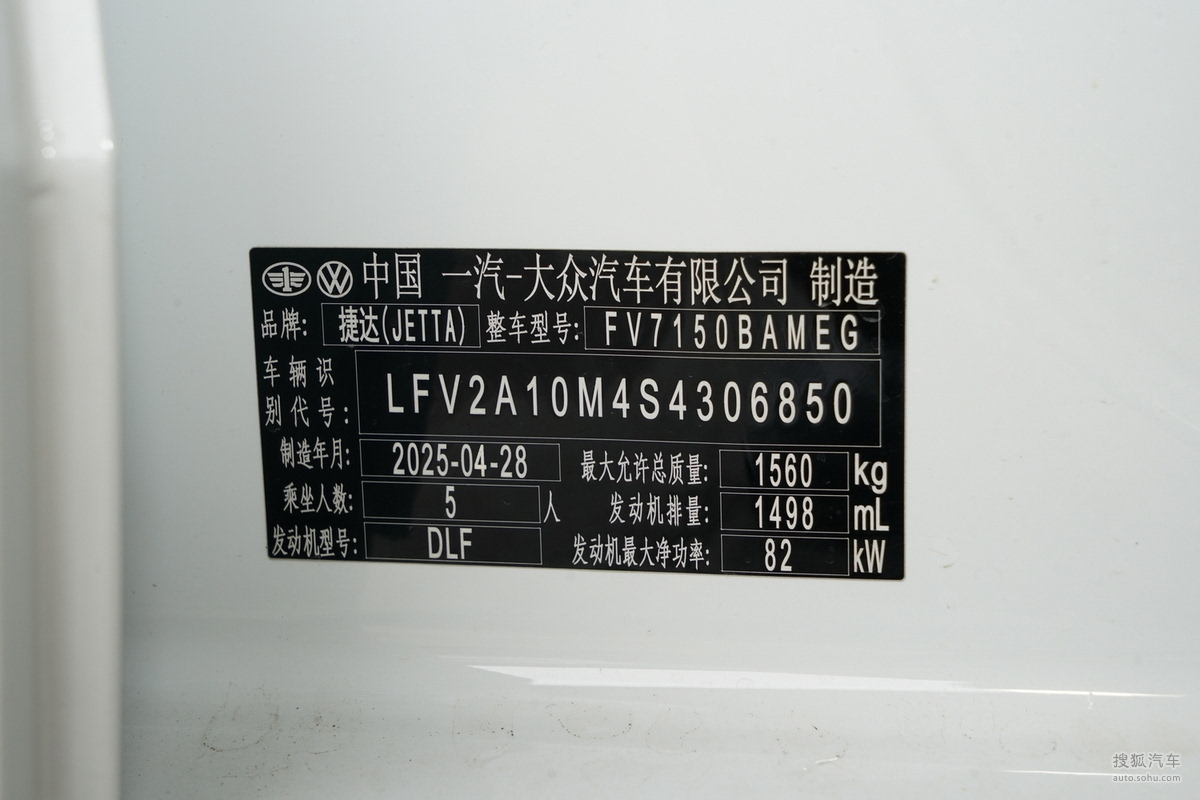 中国 一汽-大众汽车有限公司 制造
品牌: 捷达(JETTA) 整车型号: FV7150BAMEG
车辆识别代号: LFV2A10M4S4306850
制造年月: 2025-04-28 最大允许总质量: 1560 kg
乘坐人数: 5 人 发动机排量: 1498 mL
发动机型号: DLF 发动机最大净功率: 82 kW
搜狐汽车
auto.sohu.com